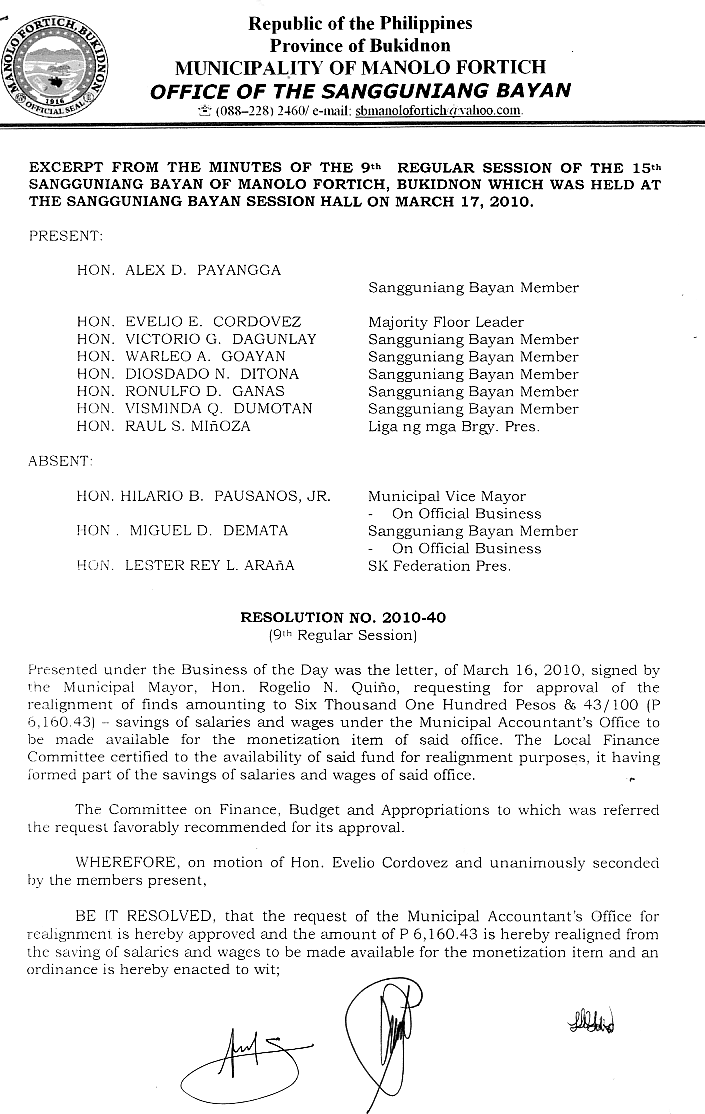 Republic of the Philippines
Province of Bukidnon
MUNICIPALITY OF MANOLO FORTICH
OFFICE OF THE SANGGUNIANG BAYAN
☏ (088–228) 2460/ e-mail: sbmanolofortich@yahoo.com.
MANOLO FORTICH, BUKIDNON
1916
OFFICIAL SEAL
EXCERPT FROM THE MINUTES OF THE 9th REGULAR SESSION OF THE 15th
SANGGUNIANG BAYAN OF MANOLO FORTICH, BUKIDNON WHICH WAS HELD AT
THE SANGGUNIANG BAYAN SESSION HALL ON MARCH 17, 2010.
PRESENT:
HON. ALEX D. PAYANGGA
Sangguniang Bayan Member
HON. EVELIO E. CORDOVEZ Majority Floor Leader
HON. VICTORIO G. DAGUNLAY Sangguniang Bayan Member
HON. WARLEO A. GOAYAN Sangguniang Bayan Member
HON. DIOSDADO N. DITONA Sangguniang Bayan Member
HON. RONULFO D. GANAS Sangguniang Bayan Member
HON. VISMINDA Q. DUMOTAN Sangguniang Bayan Member
HON. RAUL S. MIñOZA Liga ng mga Brgy. Pres.
ABSENT:
HON. HILARIO B. PAUSANOS, JR. Municipal Vice Mayor
- On Official Business
HON . MIGUEL D. DEMATA Sangguniang Bayan Member
- On Official Business
HON. LESTER REY L. ARAñA SK Federation Pres.
RESOLUTION NO. 2010-40
(9th Regular Session)
Presented under the Business of the Day was the letter, of March 16, 2010, signed by
the Municipal Mayor, Hon. Rogelio N. Quiño, requesting for approval of the
realignment of finds amounting to Six Thousand One Hundred Pesos & 43/100 (P
6,160.43) – savings of salaries and wages under the Municipal Accountant's Office to
be made available for the monetization item of said office. The Local Finance
Committee certified to the availability of said fund for realignment purposes, it having
formed part of the savings of salaries and wages of said office.
The Committee on Finance, Budget and Appropriations to which was referred
the request favorably recommended for its approval.
WHEREFORE, on motion of Hon. Evelio Cordovez and unanimously seconded
by the members present,
BE IT RESOLVED, that the request of the Municipal Accountant's Office for
realignment is hereby approved and the amount of P 6,160.43 is hereby realigned from
the saving of salaries and wages to be made available for the monetization item and an
ordinance is hereby enacted to wit;